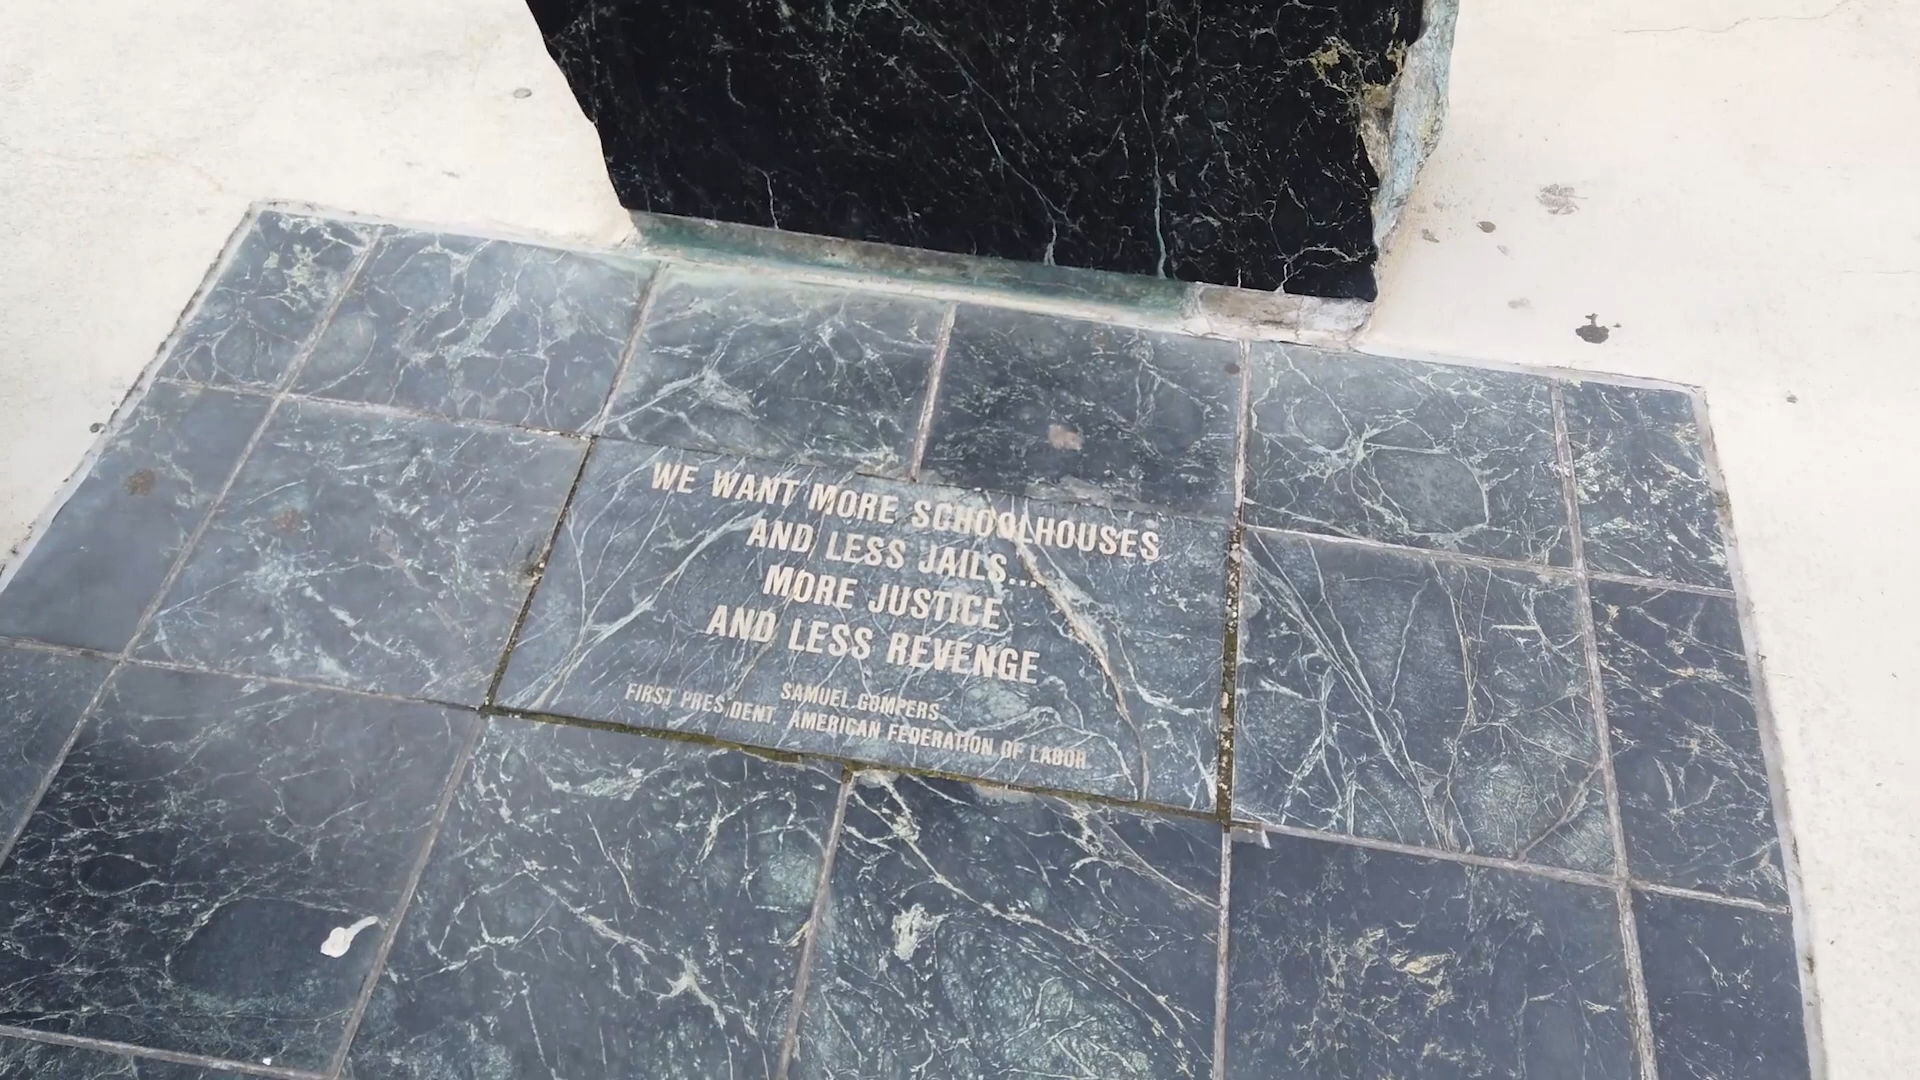 WE WANT MORE SCHOOLHOUSES
AND LESS JAILS...
MORE JUSTICE
AND LESS REVENGE
SAMUEL GOMPERS
FIRST PRESIDENT, AMERICAN FEDERATION OF LABOR